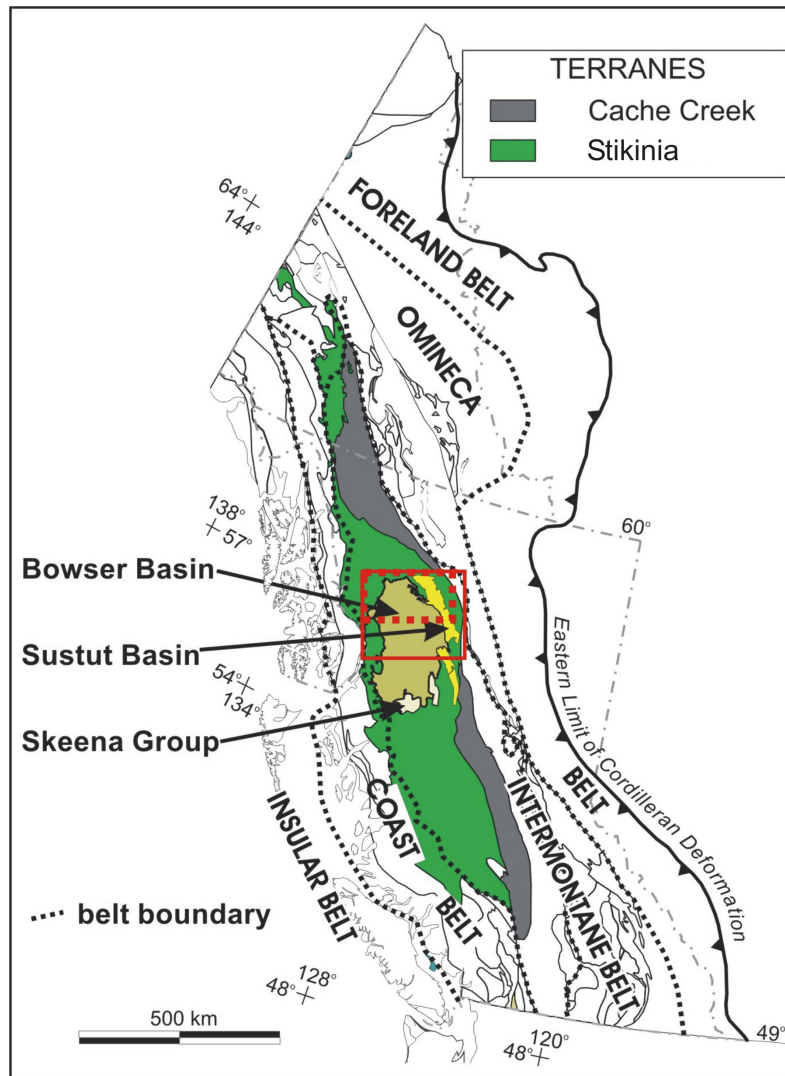 TERRANES
Cache Creek
Stikinia
64°
144°
FORELAND BELT
OMINECA
138°
57°
60°
Bowser Basin
Sustut Basin
54°
134°
Skeena Group
Eastern Limit of Cordilleran Deformation
BELT
INTERMONTANE BELT
COAST
BELT
INSULAR BELT
belt boundary
128°
48°
500 km
120°
48°
49°